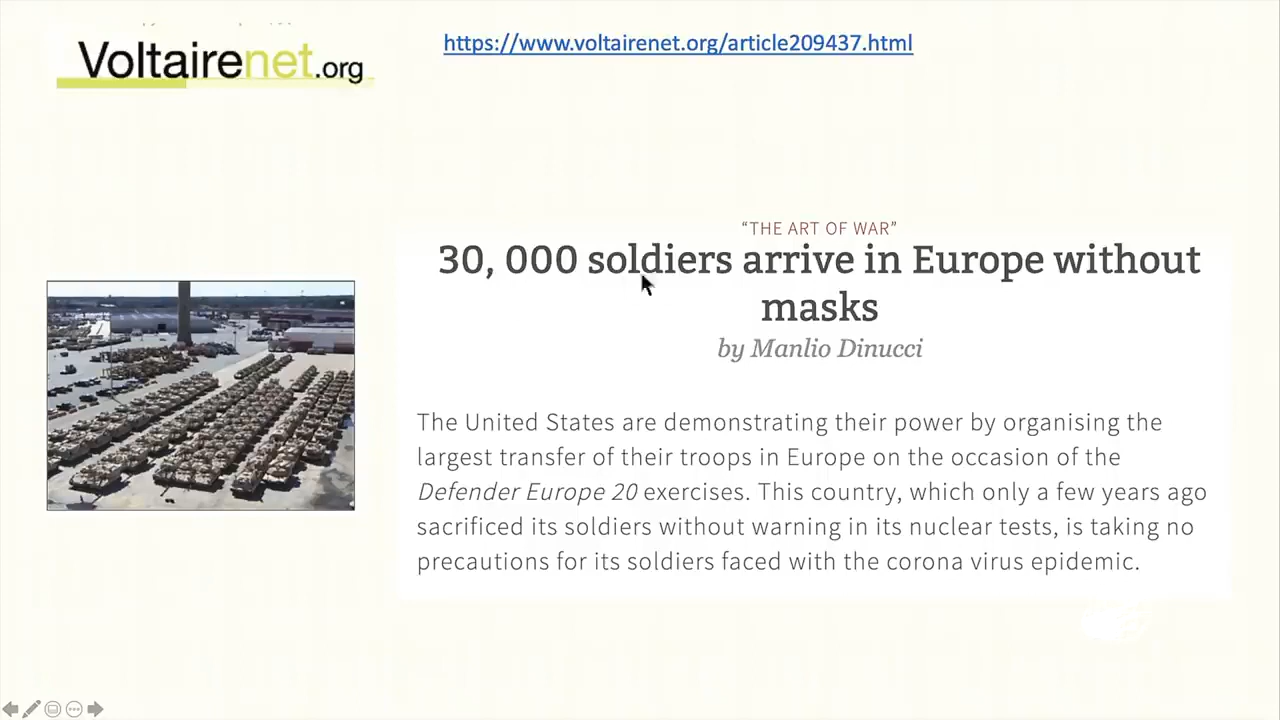 Voltairenet.org
https://www.voltairenet.org/article209437.html
“THE ART OF WAR”
30, 000 soldiers arrive in Europe without
masks
by Manlio Dinucci
The United States are demonstrating their power by organising the
largest transfer of their troops in Europe on the occasion of the
Defender Europe 20 exercises. This country, which only a few years ago
sacrificed its soldiers without warning in its nuclear tests, is taking no
precautions for its soldiers faced with the corona virus epidemic.